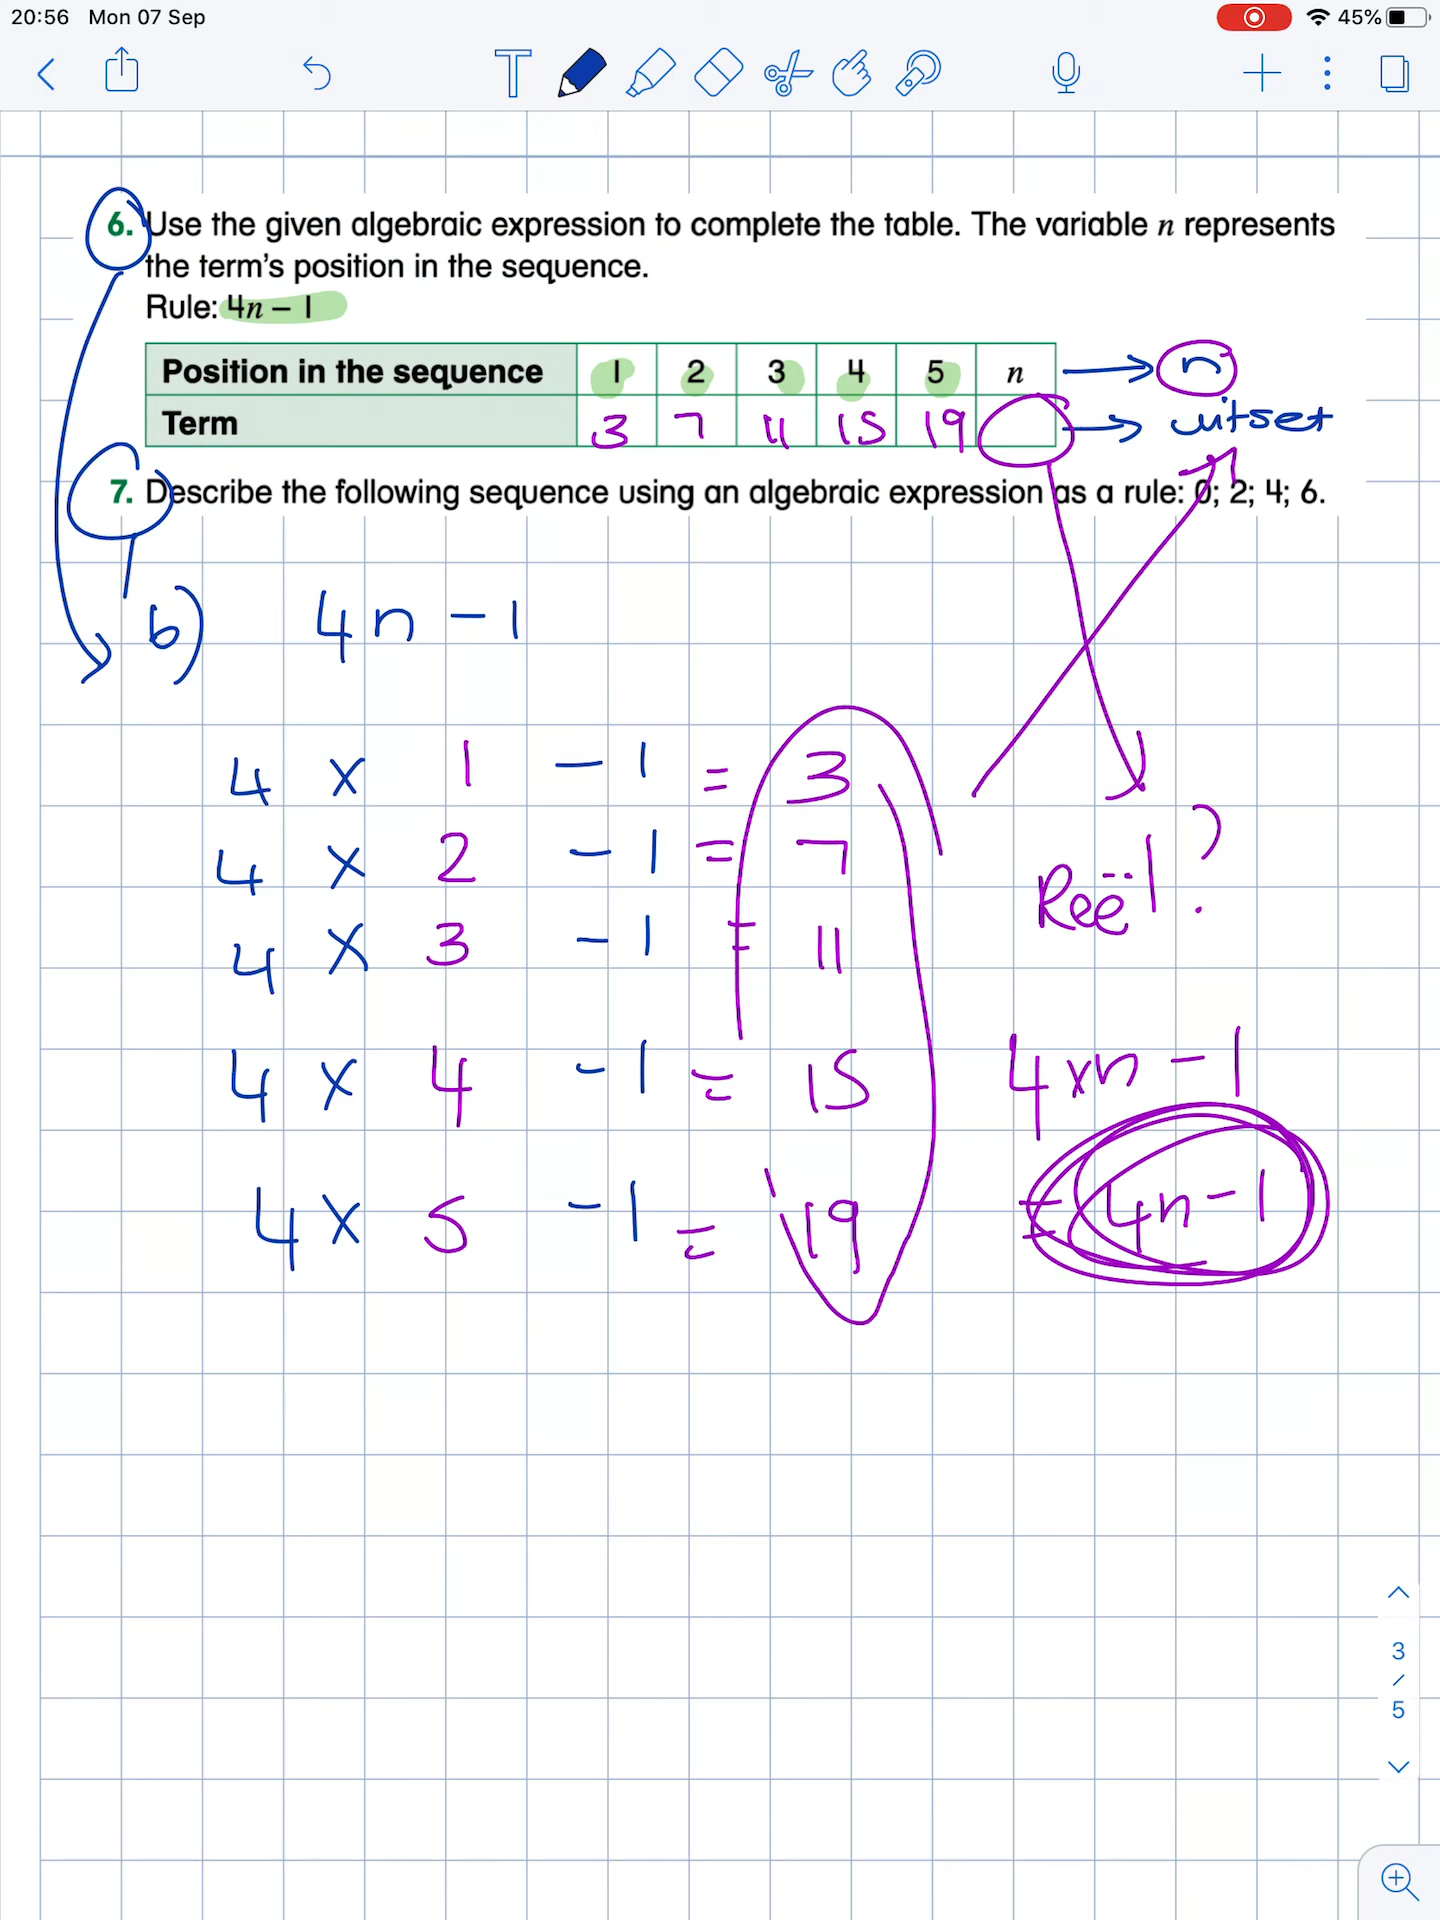 20:56 Mon 07 Sep 45%
6. Use the given algebraic expression to complete the table. The variable n represents
the term's position in the sequence.
Rule: 4n – 1
Position in the sequence 1 2 3 4 5 n → n
Term 3 7 11 15 19 → uitset
7. Describe the following sequence using an algebraic expression as a rule: 0; 2; 4; 6.
6) 4n - 1
4 x 1 - 1 = 3
4 x 2 - 1 = 7
4 x 3 - 1 = 11
Reël?
4 x 4 - 1 = 15
4xn - 1
4 x 5 - 1 = 19
= 4n - 1
3
/
5